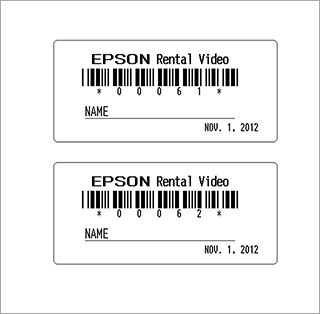 EPSON Rental Video
* 0 0 0 6 1 *
NAME
NOV. 1, 2012
EPSON Rental Video
* 0 0 0 6 2 *
NAME
NOV. 1, 2012